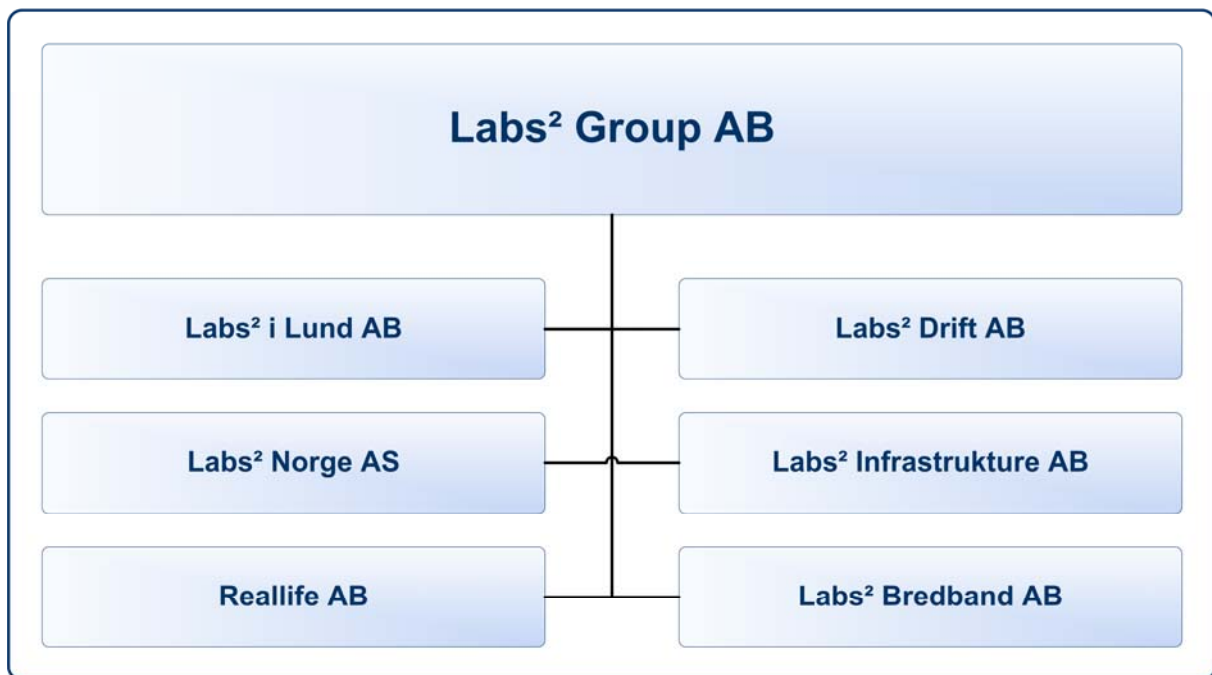 Labs² Group AB
Labs² i Lund AB
Labs² Drift AB
Labs² Norge AS
Labs² Infrastrukture AB
Reallife AB
Labs² Bredband AB